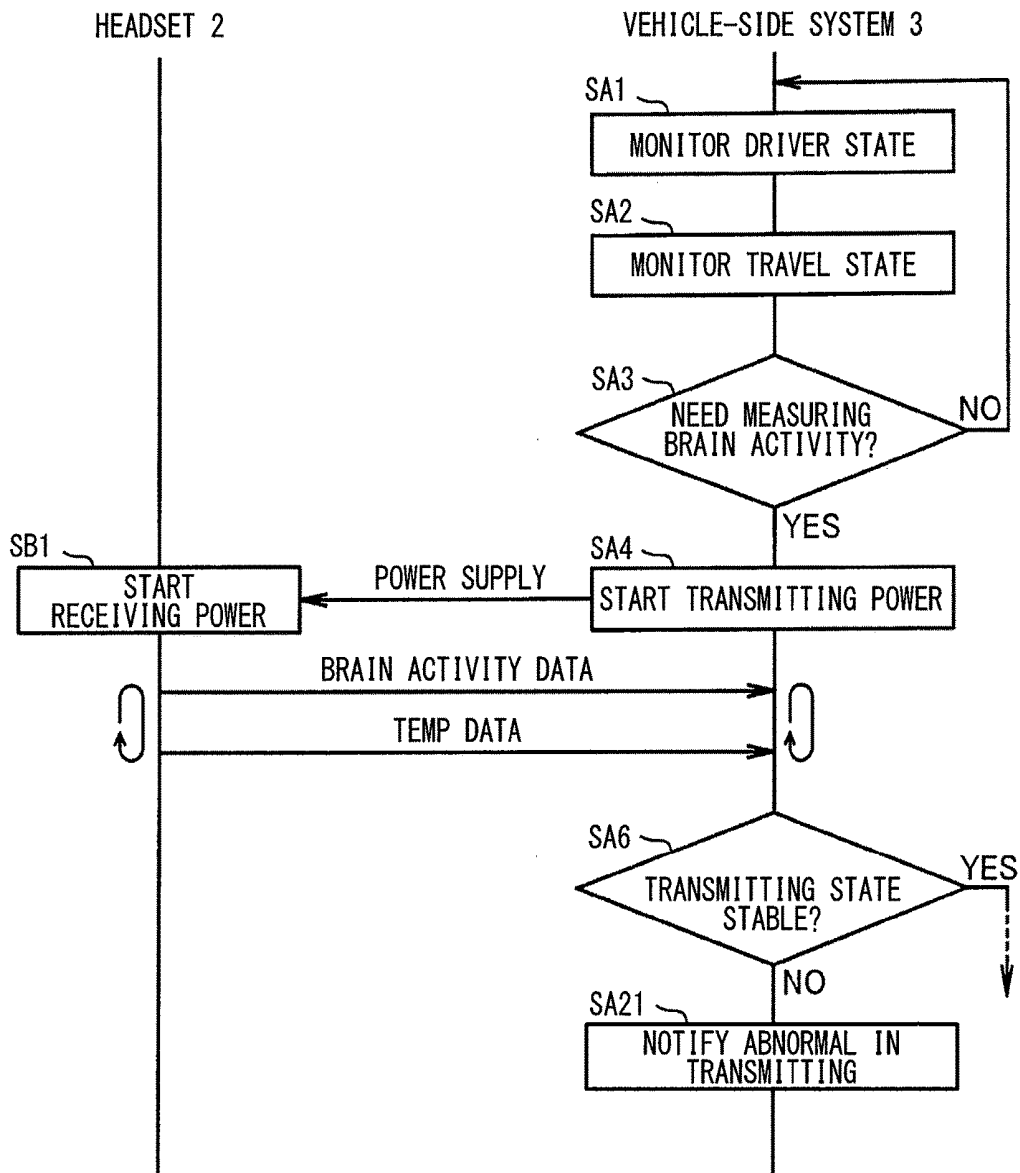 HEADSET 2
VEHICLE-SIDE SYSTEM 3
SA1
MONITOR DRIVER STATE
SA2
MONITOR TRAVEL STATE
SA3
NEED MEASURING
BRAIN ACTIVITY?
NO
YES
SB1
START
RECEIVING POWER
POWER SUPPLY
SA4
START TRANSMITTING POWER
BRAIN ACTIVITY DATA
TEMP DATA
SA6
TRANSMITTING STATE
STABLE?
YES
NO
SA21
NOTIFY ABNORMAL IN
TRANSMITTING